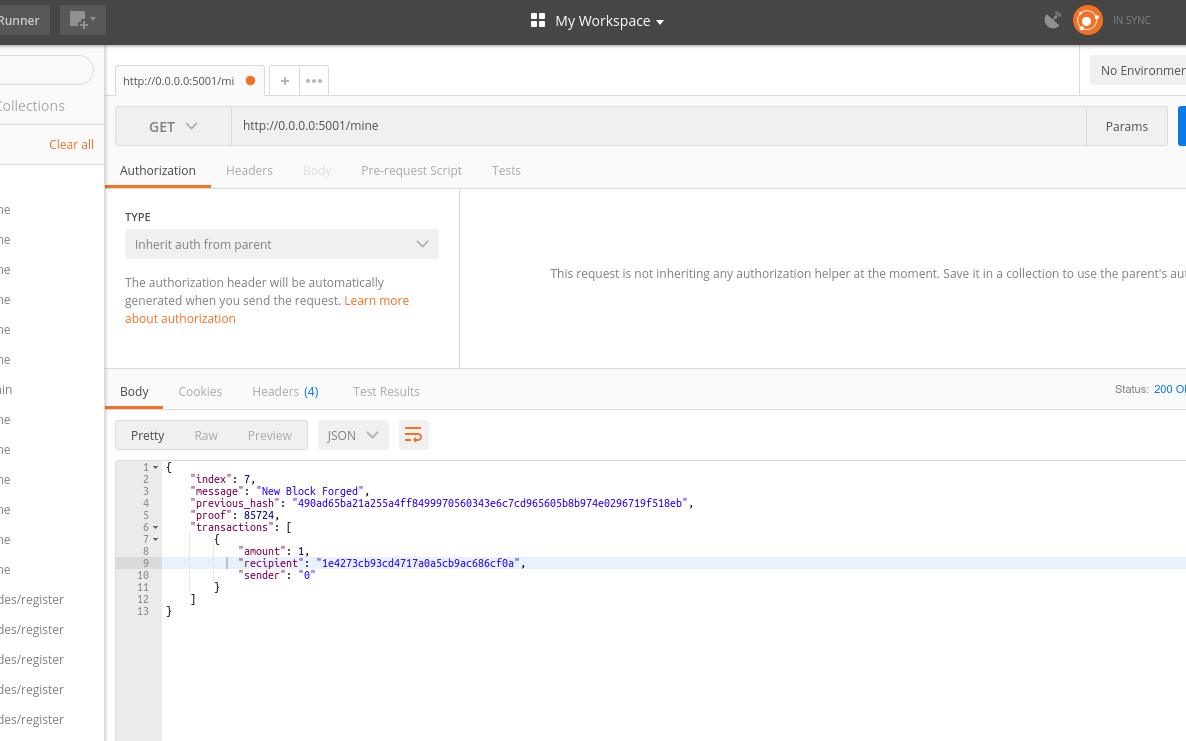 Runner
My Workspace
IN SYNC
http://0.0.0.0:5001/mi
+
•••
No Environmen
Collections
Clear all
GET
http://0.0.0.0:5001/mine
Params
Authorization
Headers
Body
Pre-request Script
Tests
TYPE
Inherit auth from parent
The authorization header will be automatically
generated when you send the request. Learn more
about authorization
This request is not inheriting any authorization helper at the moment. Save it in a collection to use the parent's aut
ne
ne
ne
ne
ne
ne
in
ne
ne
ne
ne
ne
ne
des/register
des/register
des/register
des/register
des/register
Body
Cookies
Headers (4)
Test Results
Status: 200 O
Pretty
Raw
Preview
JSON
1 {
2 "index": 7,
3 "message": "New Block Forged",
4 "previous_hash": "490ad65ba21a255a4ff8499970560343e6c7cd965605b8b974e0296719f518eb",
5 "proof": 85724,
6 "transactions": [
7 {
8 "amount": 1,
9 "recipient": "1e4273cb93cd4717a0a5cb9ac686cf0a",
10 "sender": "0"
11 }
12 ]
13 }